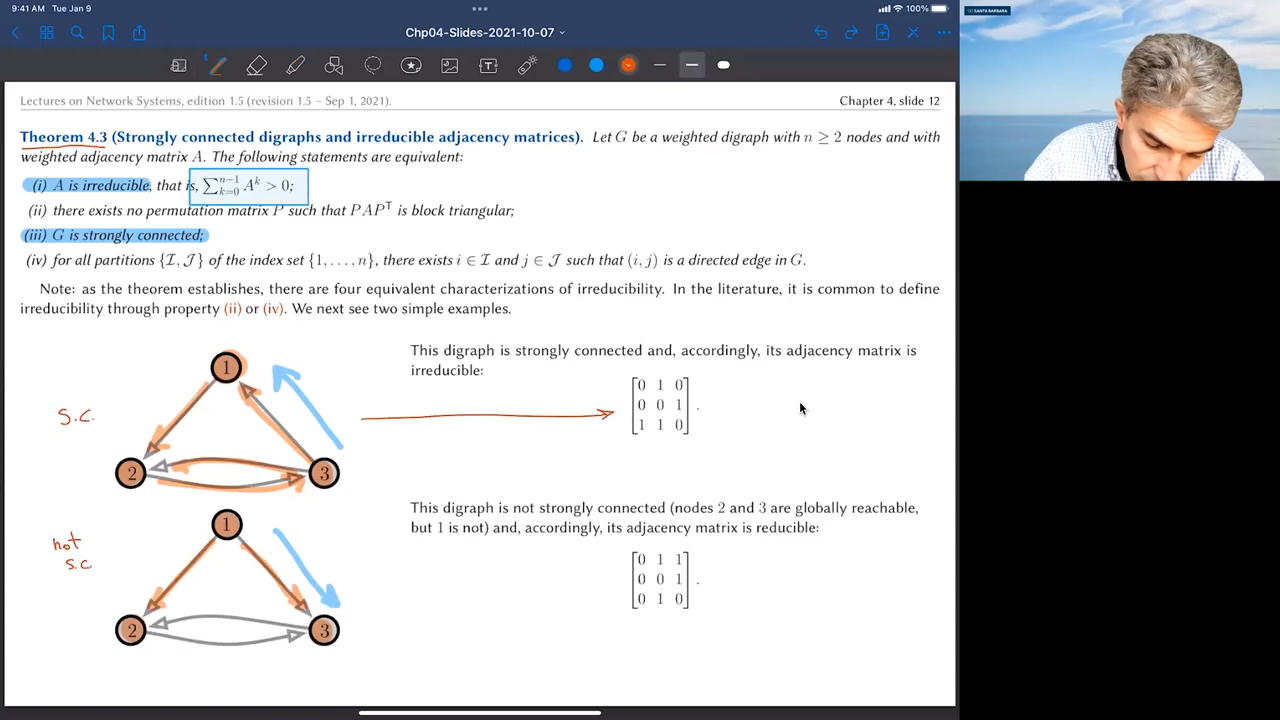 9:41 AM Tue Jan 9
100%
Chp04-Slides-2021-10-07
SANTA BARBARA
Lectures on Network Systems, edition 1.5 (revision 1.5 – Sep 1, 2021).
Chapter 4, slide 12
Theorem 4.3 (Strongly connected digraphs and irreducible adjacency matrices). Let G be a weighted digraph with n ≥ 2 nodes and with
weighted adjacency matrix A. The following statements are equivalent:
(i) A is irreducible, that is, ∑_{k=0}^{n−1} A^k > 0;
(ii) there exists no permutation matrix P such that PAP^⊤ is block triangular;
(iii) G is strongly connected;
(iv) for all partitions {I, J} of the index set {1, . . . , n}, there exists i ∈ I and j ∈ J such that (i, j) is a directed edge in G.
Note: as the theorem establishes, there are four equivalent characterizations of irreducibility. In the literature, it is common to define
irreducibility through property (ii) or (iv). We next see two simple examples.
This digraph is strongly connected and, accordingly, its adjacency matrix is
irreducible:
0 1 0
0 0 1
1 1 0 .
S.C.
1
2 3
This digraph is not strongly connected (nodes 2 and 3 are globally reachable,
but 1 is not) and, accordingly, its adjacency matrix is reducible:
0 1 1
0 0 1
0 1 0 .
not
s.c.
1
2 3